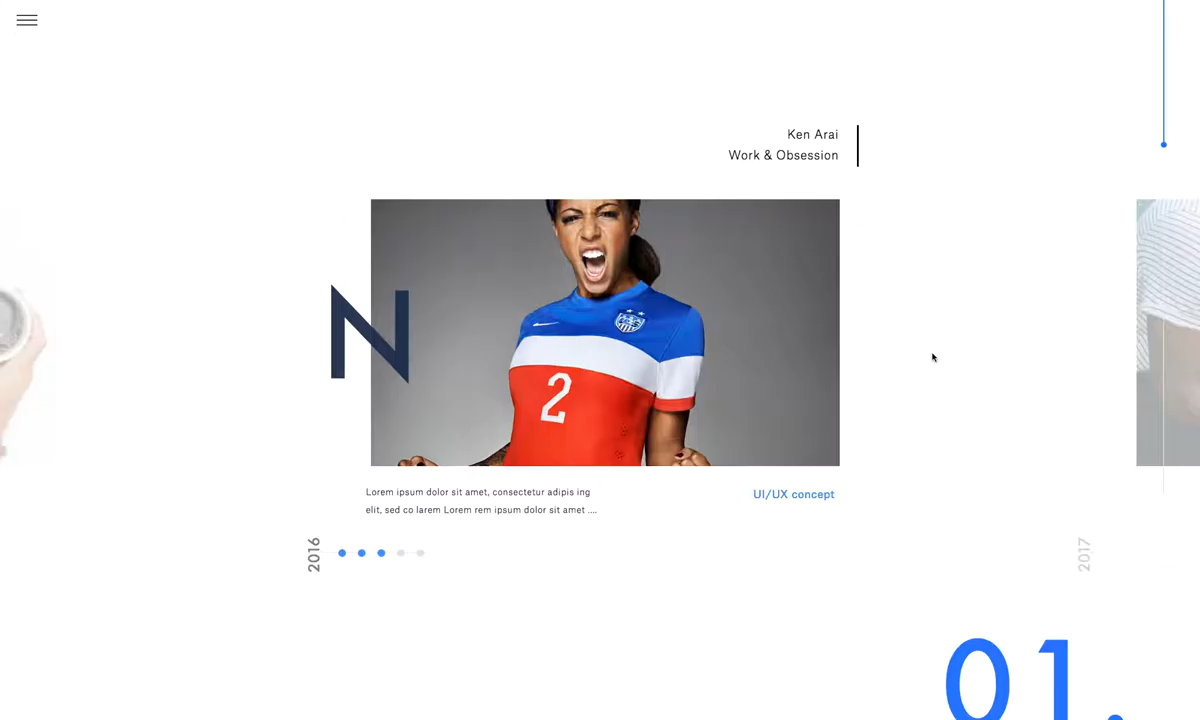 Ken Arai
Work & Obsession
N
2
Lorem ipsum dolor sit amet, consectetur adipis ing
elit, sed co larem Lorem rem ipsum dolor sit amet ....
UI/UX concept
2016
2017
01.